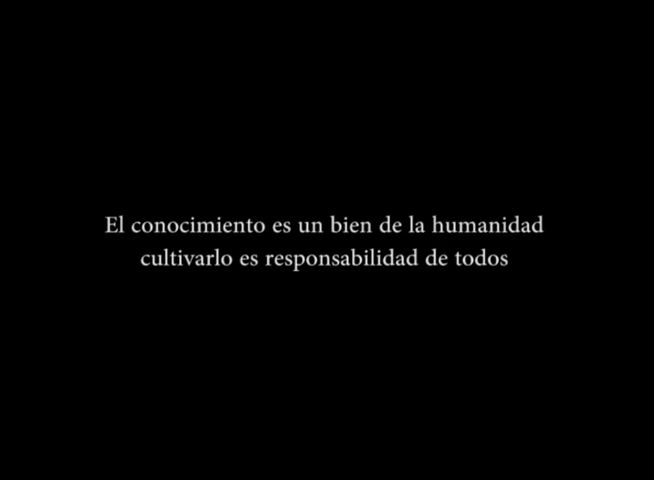 El conocimiento es un bien de la humanidad
cultivarlo es responsabilidad de todos